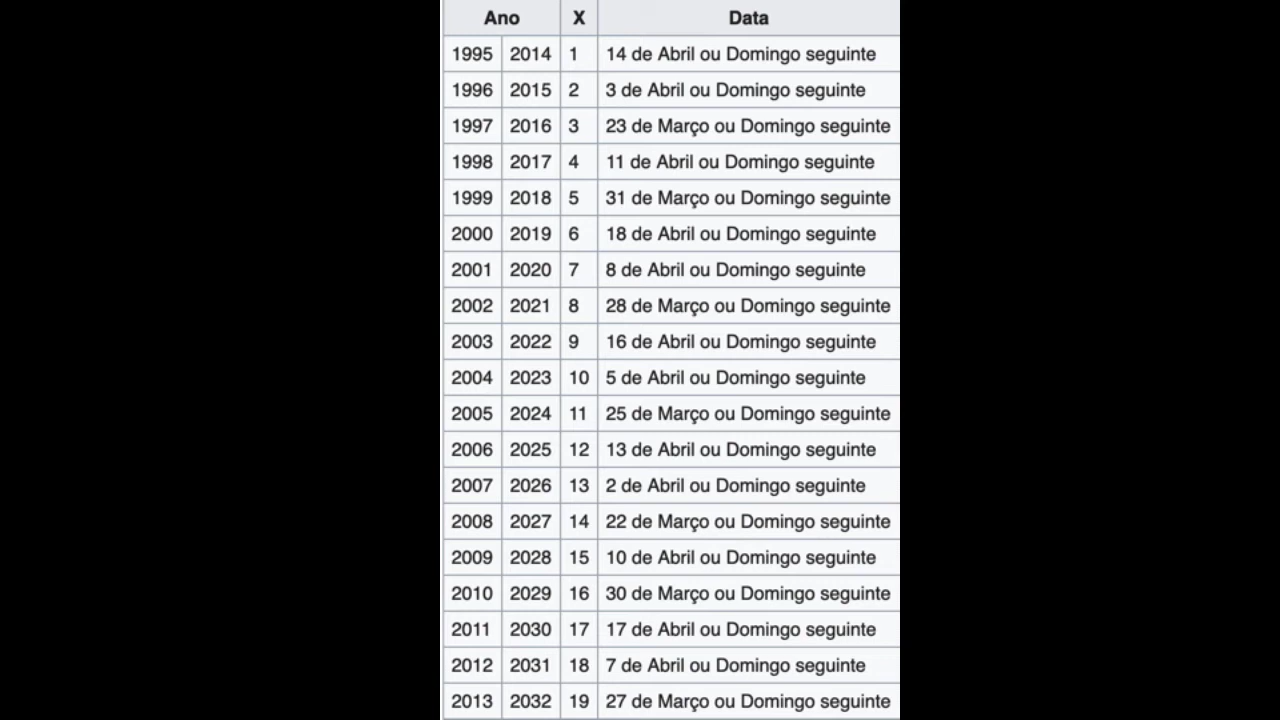 Ano X Data
1995 2014 1 14 de Abril ou Domingo seguinte
1996 2015 2 3 de Abril ou Domingo seguinte
1997 2016 3 23 de Março ou Domingo seguinte
1998 2017 4 11 de Abril ou Domingo seguinte
1999 2018 5 31 de Março ou Domingo seguinte
2000 2019 6 18 de Abril ou Domingo seguinte
2001 2020 7 8 de Abril ou Domingo seguinte
2002 2021 8 28 de Março ou Domingo seguinte
2003 2022 9 16 de Abril ou Domingo seguinte
2004 2023 10 5 de Abril ou Domingo seguinte
2005 2024 11 25 de Março ou Domingo seguinte
2006 2025 12 13 de Abril ou Domingo seguinte
2007 2026 13 2 de Abril ou Domingo seguinte
2008 2027 14 22 de Março ou Domingo seguinte
2009 2028 15 10 de Abril ou Domingo seguinte
2010 2029 16 30 de Março ou Domingo seguinte
2011 2030 17 17 de Abril ou Domingo seguinte
2012 2031 18 7 de Abril ou Domingo seguinte
2013 2032 19 27 de Março ou Domingo seguinte